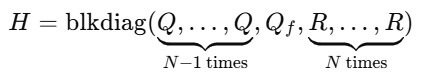 H = blkdiag(Q, . . . , Q, Q_f, R, . . . , R)
N−1 times N times